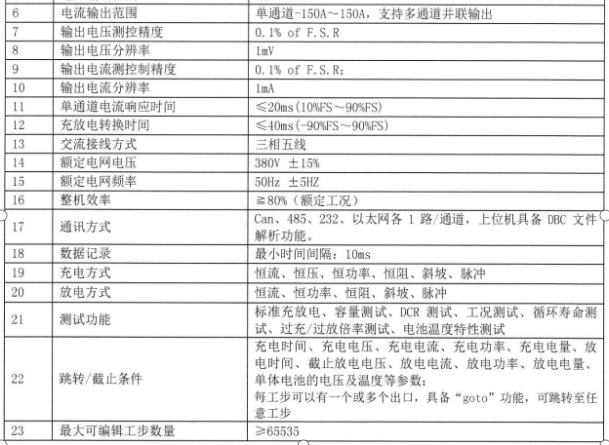 6 电流输出范围 单通道-150A～150A，支持多通道并联输出
7 输出电压测控精度 0.1% of F.S.R
8 输出电压分辨率 1mV
9 输出电流测控制精度 0.1% of F.S.R;
10 输出电流分辨率 1mA
11 单通道电流响应时间 ≤20ms(10%FS～90%FS)
12 充放电转换时间 ≤40ms(-90%FS～90%FS)
13 交流接线方式 三相五线
14 额定电网电压 380V ±15%
15 额定电网频率 50Hz ±5HZ
16 整机效率 ≧80%（额定工况）
17 通讯方式 Can、485、232、以太网各 1 路/通道，上位机具备 DBC 文件
解析功能。
18 数据记录 最小时间间隔：10ms
19 充电方式 恒流、恒压、恒功率、恒阻、斜坡、脉冲
20 放电方式 恒流、恒功率、恒阻、斜坡、脉冲
21 测试功能 标准充放电、容量测试、DCR 测试、工况测试、循环寿命测
试、过充/过放倍率测试、电池温度特性测试
22 跳转/截止条件 充电时间、充电电压、充电电流、充电功率、充电电量、放
电时间、截止放电电压、放电电流、放电功率、放电电量、
单体电池的电压及温度等参数；
每工步可以有一个或多个出口，具备“goto”功能，可跳转至任
意工步
23 最大可编辑工步数量 ≥65535